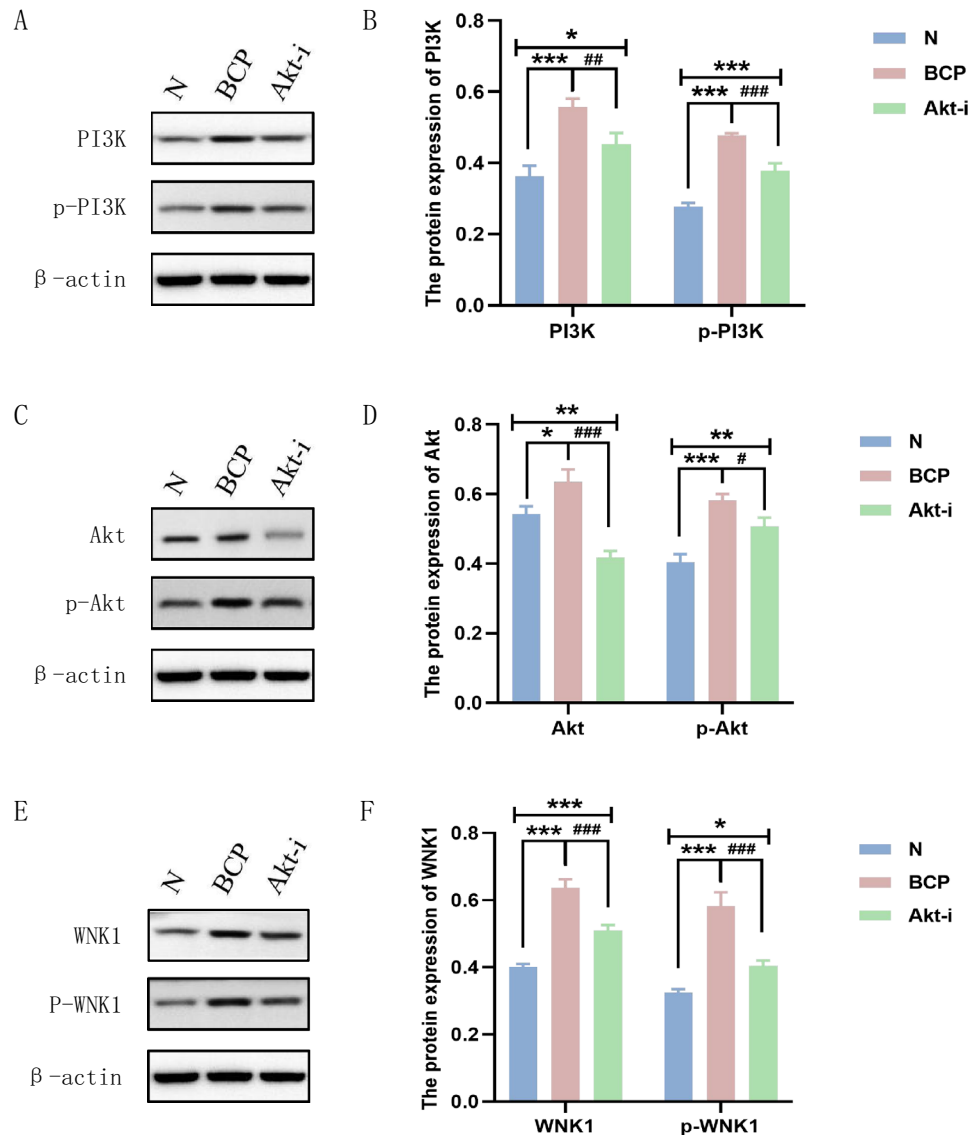 A
N BCP Akt-i
PI3K
p-PI3K
β-actin
B
The protein expression of PI3K
0.8
0.6
0.4
0.2
0.0
*
*** ##
***
*** ###
PI3K p-PI3K
N
BCP
Akt-i
C
N BCP Akt-i
Akt
p-Akt
β-actin
D
The protein expression of Akt
0.8
0.6
0.4
0.2
0.0
**
* ###
**
*** #
Akt p-Akt
N
BCP
Akt-i
E
N BCP Akt-i
WNK1
P-WNK1
β-actin
F
The protein expression of WNK1
0.8
0.6
0.4
0.2
0.0
***
*** ###
*
*** ###
WNK1 p-WNK1
N
BCP
Akt-i